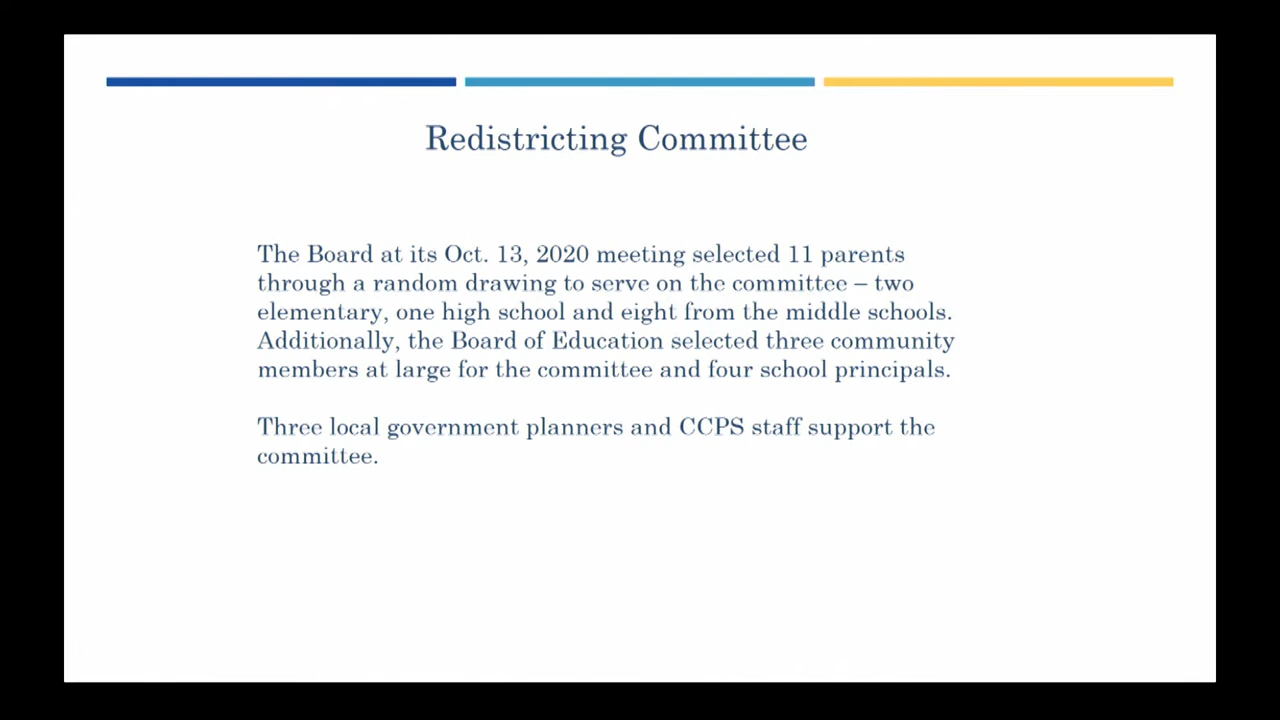 Redistricting Committee
The Board at its Oct. 13, 2020 meeting selected 11 parents
through a random drawing to serve on the committee – two
elementary, one high school and eight from the middle schools.
Additionally, the Board of Education selected three community
members at large for the committee and four school principals.
Three local government planners and CCPS staff support the
committee.